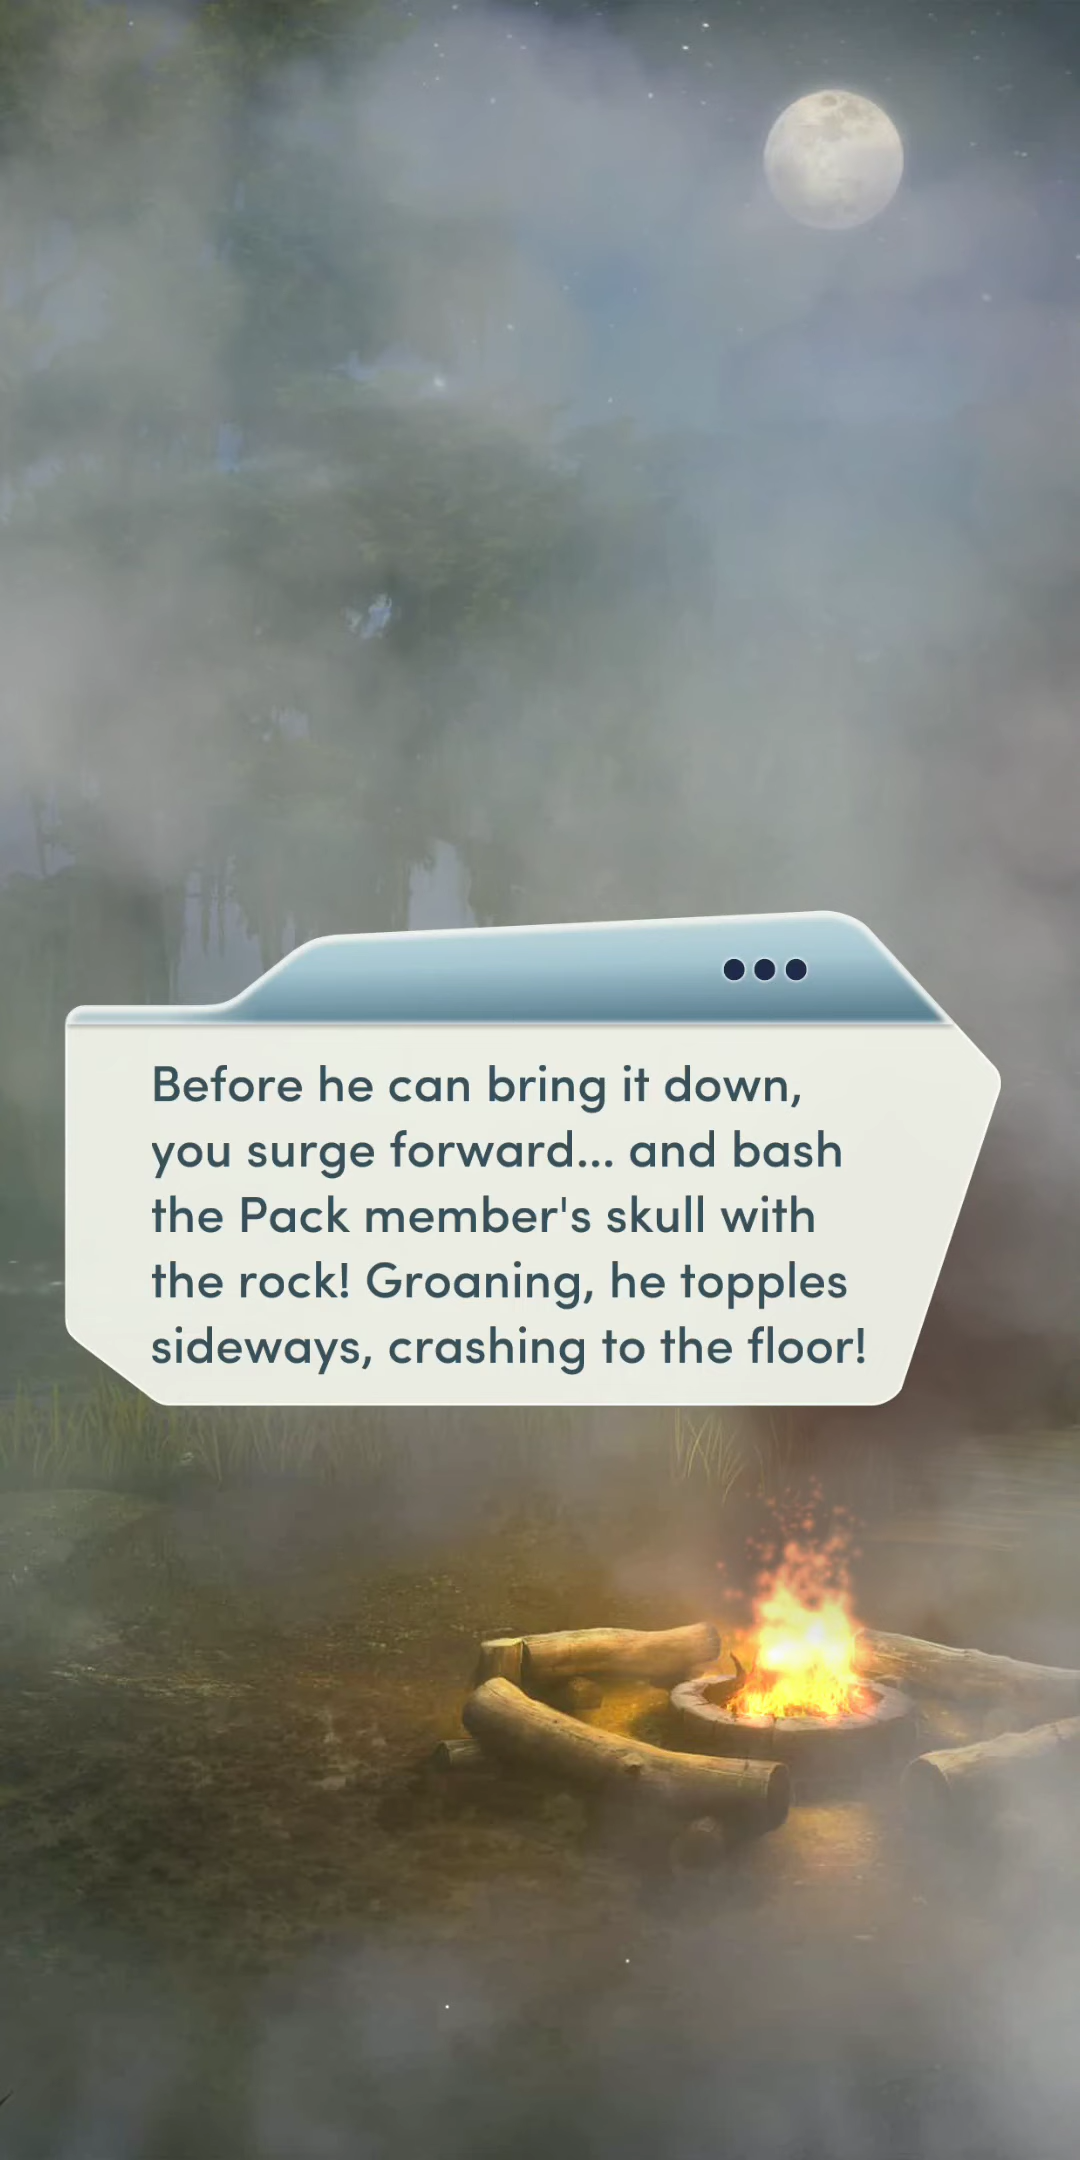 Before he can bring it down,
you surge forward... and bash
the Pack member's skull with
the rock! Groaning, he topples
sideways, crashing to the floor!